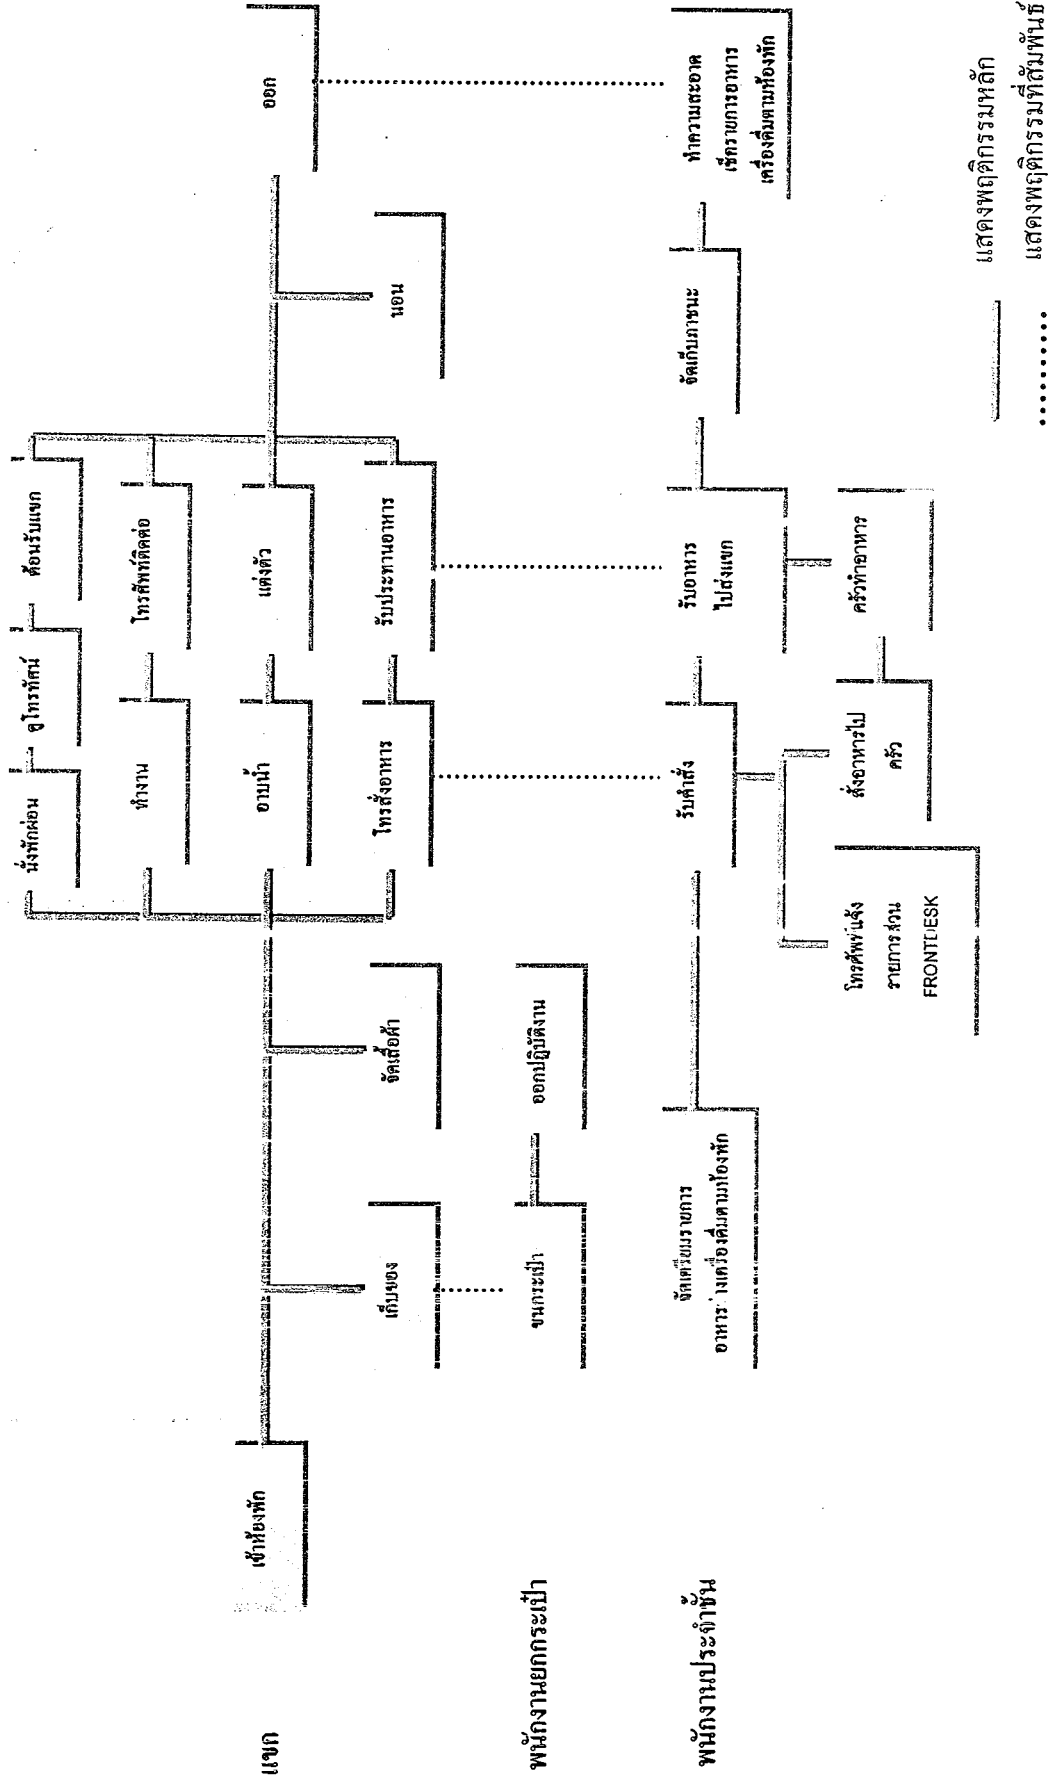 นั่งพักผ่อน
ดูโทรทัศน์
ต้อนรับแขก
ทำงาน
โทรศัพท์ติดต่อ
แขก
เข้าห้องพัก
อาบน้ำ
แต่งตัว
ออก
เก็บของ
จัดเสื้อผ้า
โทรสั่งอาหาร
รับประทานอาหาร
นอน
พนักงานยกกระเป๋า
ขนกระเป๋า
ออกปฏิบัติงาน
พนักงานประจำชั้น
จัดเตรียมรายการ
อาหารว่างเครื่องดื่มตามห้องพัก
รับคำสั่ง
รับอาหาร
ไปส่งแขก
จัดเก็บภาชนะ
ทำความสะอาด
เช็ครายการอาหาร
เครื่องดื่มตามห้องพัก
โทรศัพท์แจ้ง
รายการส่วน
FRONTDESK
สั่งอาหารไป
ครัว
ครัวทำอาหาร
แสดงพฤติกรรมหลัก
แสดงพฤติกรรมที่สัมพันธ์